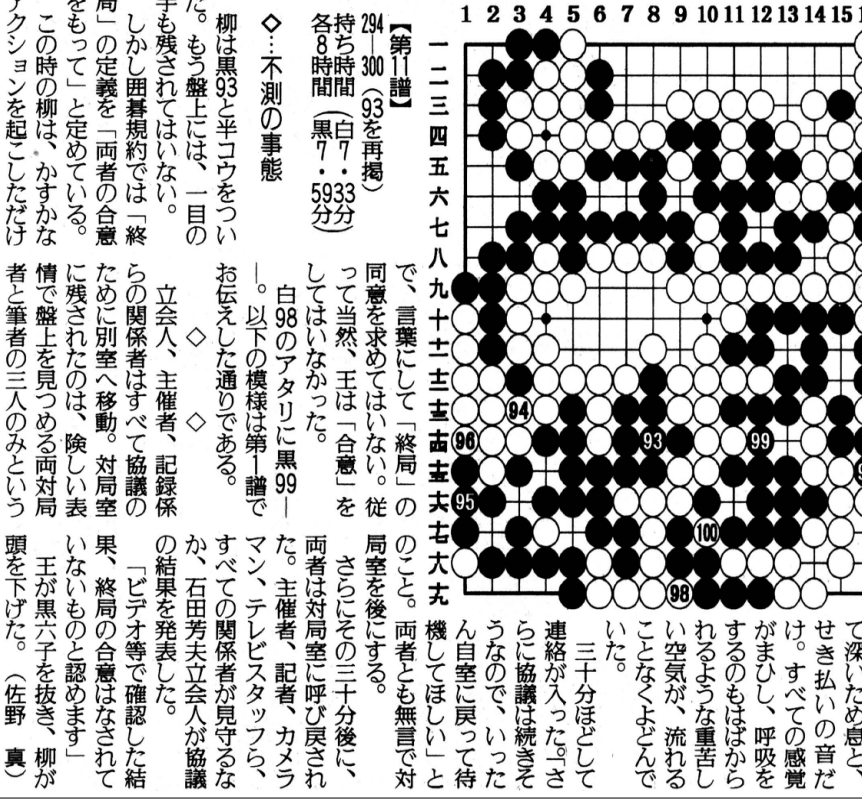 1 2 3 4 5 6 7 8 9 10 11 12 13 14 15
一
二
三
四
五
六
七
八
九
十
十一
十二
十三
十四
十五
十六
十七
十八
十九
94
96
93
99
95
100
98
【第11譜】
294―300(93を再掲)
持ち時間(白7・33分)
各8時間(黒7・59分)
◇…不測の事態
柳は黒93と半コウをつい
だ。もう盤上には、一目の
手も残されてはいない。
しかし囲碁規約では「終
局」の定義を「両者の合意
をもって」と定めている。
この時の柳は、かすかな
アクションを起こしただけ
で、言葉にして「終局」の
同意を求めてはいない。従
って当然、王は「合意」を
してはいなかった。
白98のアタリに黒99―
―。以下の模様は第1譜で
お伝えした通りである。
◇ ◇
立会人、主催者、記録係
らの関係者はすべて協議の
ために別室へ移動。対局室
に残されたのは、険しい表
情で盤上を見つめる両対局
者と筆者の三人のみという
て深いため息と、
せき払いの音だ
け。すべての感覚
がまひし、呼吸を
するのもはばから
れるような重苦し
い空気が、流れる
ことなくよどんで
いた。
三十分ほどして
連絡が入った。「さ
らに協議は続きそ
うなので、いった
ん自室に戻って待
機してほしい」と
のこと。両者とも無言で対
局室を後にする。
さらにその三十分後に、
両者は対局室に呼び戻され
た。主催者、記者、カメラ
マン、テレビスタッフら、
すべての関係者が見守るな
か、石田芳夫立会人が協議
の結果を発表した。
「ビデオ等で確認した結
果、終局の合意はなされて
いないものと認めます」
王が黒六子を抜き、柳が
頭を下げた。(佐野 真)